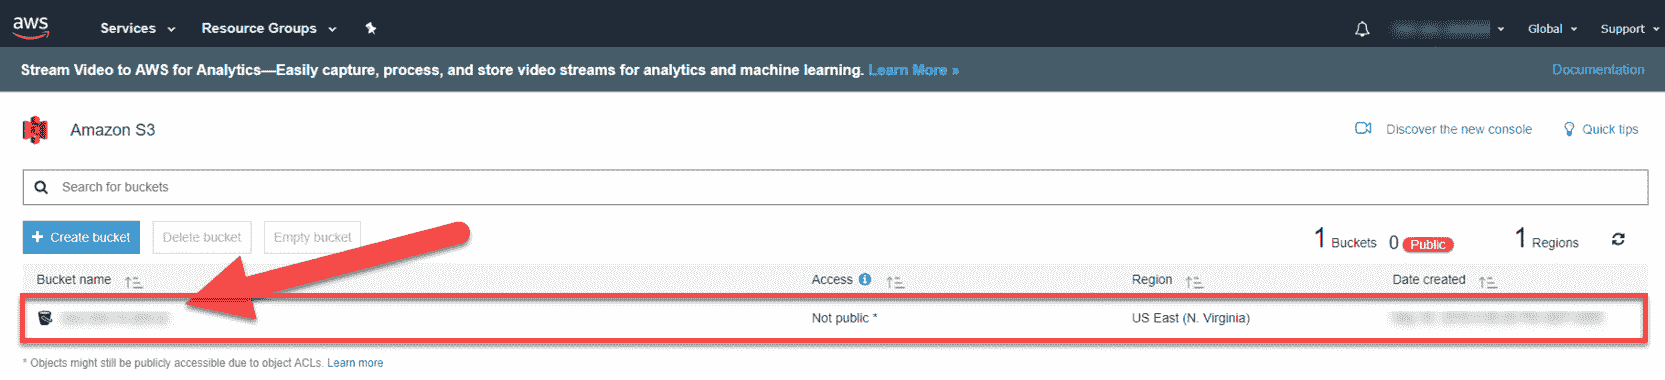 aws Services Resource Groups Global Support
Stream Video to AWS for Analytics—Easily capture, process, and store video streams for analytics and machine learning. Learn More » Documentation
Amazon S3 Discover the new console Quick tips
Search for buckets
+ Create bucket Delete bucket Empty bucket 1 Buckets 0 Public 1 Regions
Bucket name Access Region Date created
Not public * US East (N. Virginia)
* Objects might still be publicly accessible due to object ACLs. Learn more